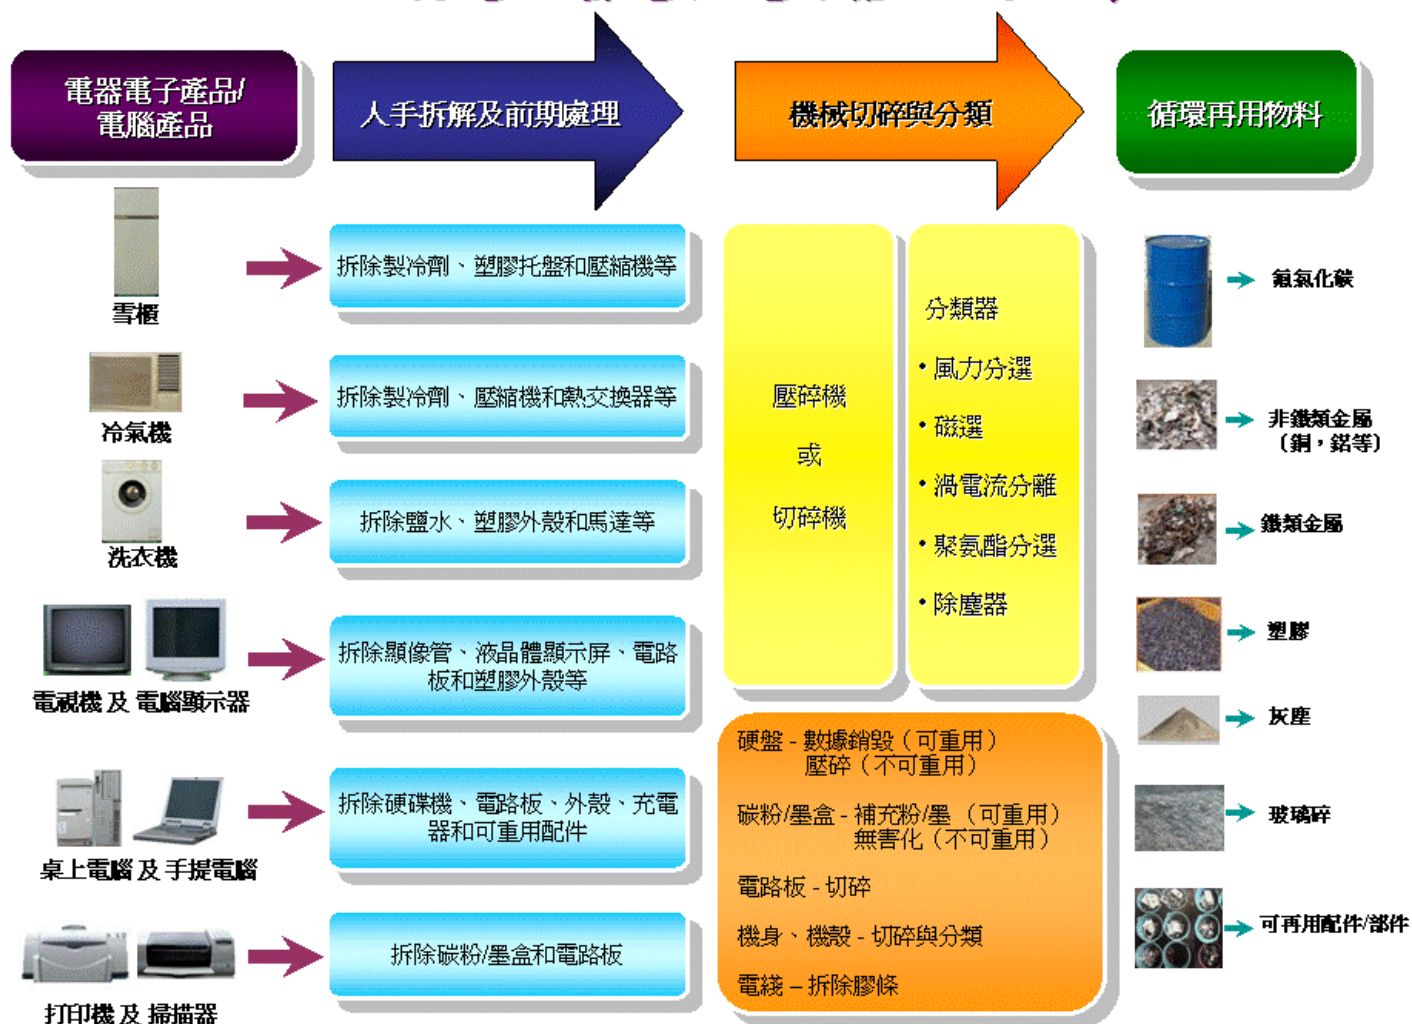 電器電子產品/
電腦產品
人手拆解及前期處理
機械切碎與分類
循環再用物料
雪櫃
拆除製冷劑、塑膠托盤和壓縮機等
冷氣機
拆除製冷劑、壓縮機和熱交換器等
洗衣機
拆除鹽水、塑膠外殼和馬達等
電視機 及 電腦顯示器
拆除顯像管、液晶體顯示屏、電路
板和塑膠外殼等
桌上電腦 及 手提電腦
拆除硬碟機、電路板、外殼、充電
器和可重用配件
打印機 及 掃描器
拆除碳粉/墨盒和電路板
壓碎機
或
切碎機
分類器
• 風力分選
• 磁選
• 渦電流分離
• 聚氨酯分選
• 除塵器
硬盤 - 數據銷毀（可重用）
壓碎（不可重用）
碳粉/墨盒 - 補充粉/墨 （可重用）
無害化（不可重用）
電路板 - 切碎
機身、機殼 - 切碎與分類
電綫 – 拆除膠條
氟氯化碳
非鐵類金屬
（銅，鋁等）
鐵類金屬
塑膠
灰塵
玻璃碎
可再用配件/部件